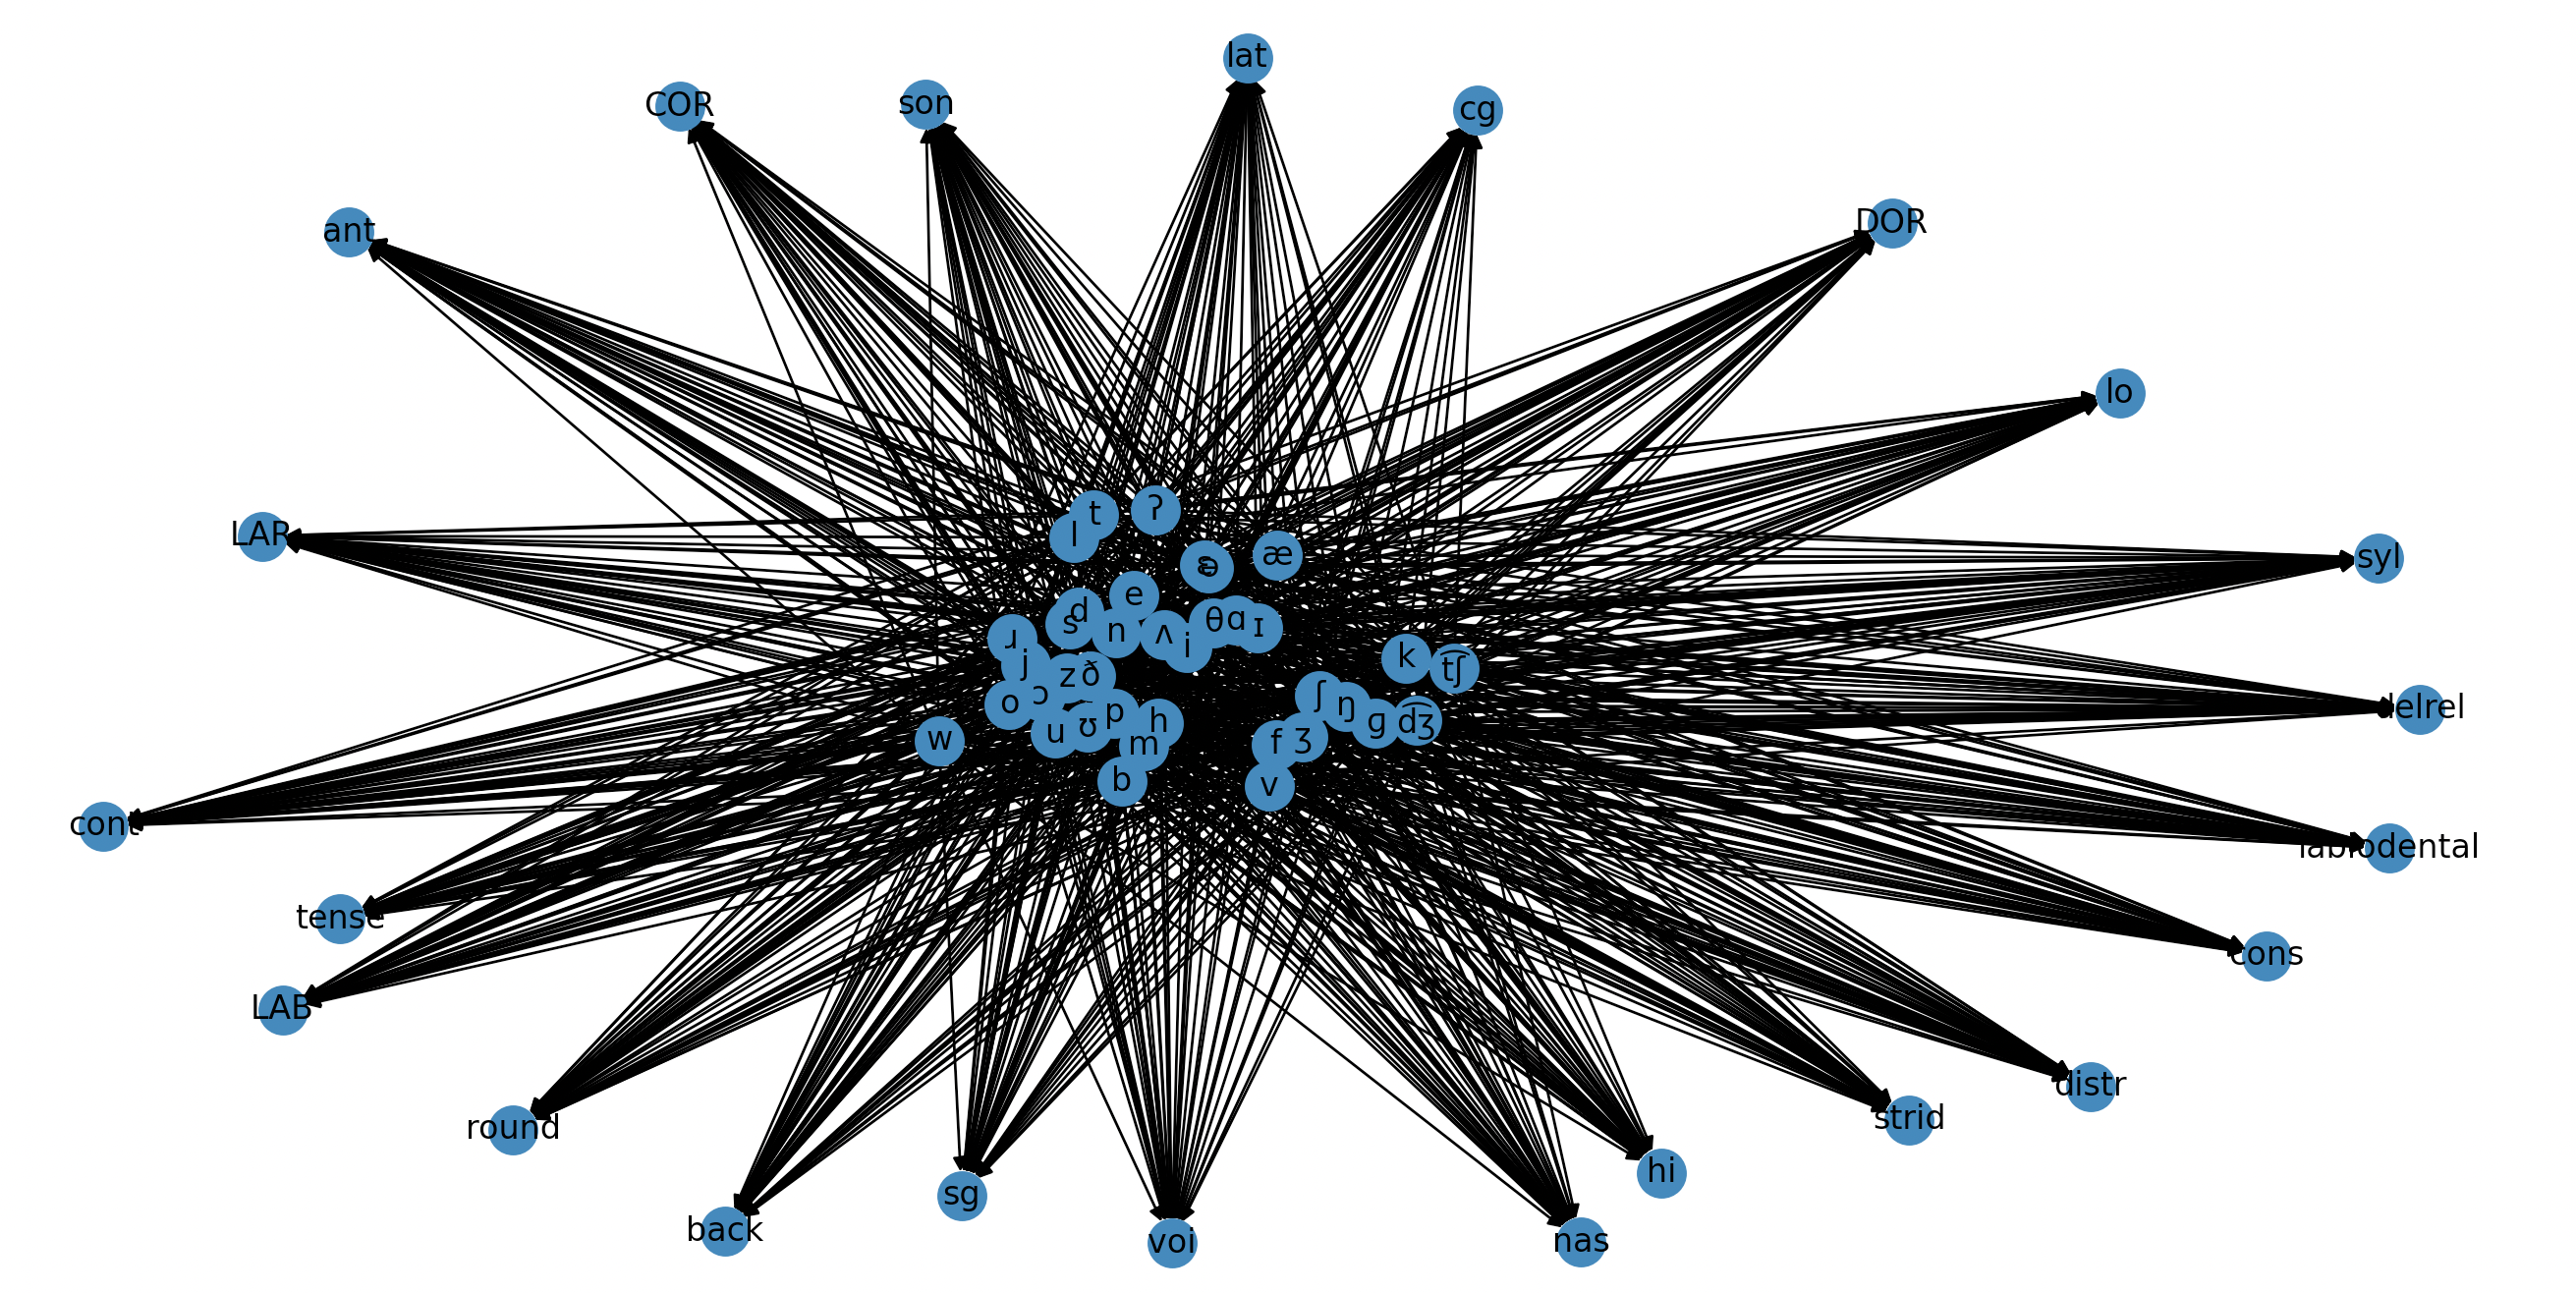 lat
COR
son
cg
DOR
ant
lo
t
ʔ
l
LAR
æ
syl
ɛ
ə
e
d
s
n
ʌ
i
θ
ɑ
ɪ
ɹ
j
k
t͡ʃ
z
ð
o
ɔ
ʃ
ŋ
delrel
p
h
g
d͡ʒ
u
ʊ
w
m
f
ʒ
b
v
cont
labiodental
tense
cons
LAB
distr
round
strid
hi
sg
back
voi
nas